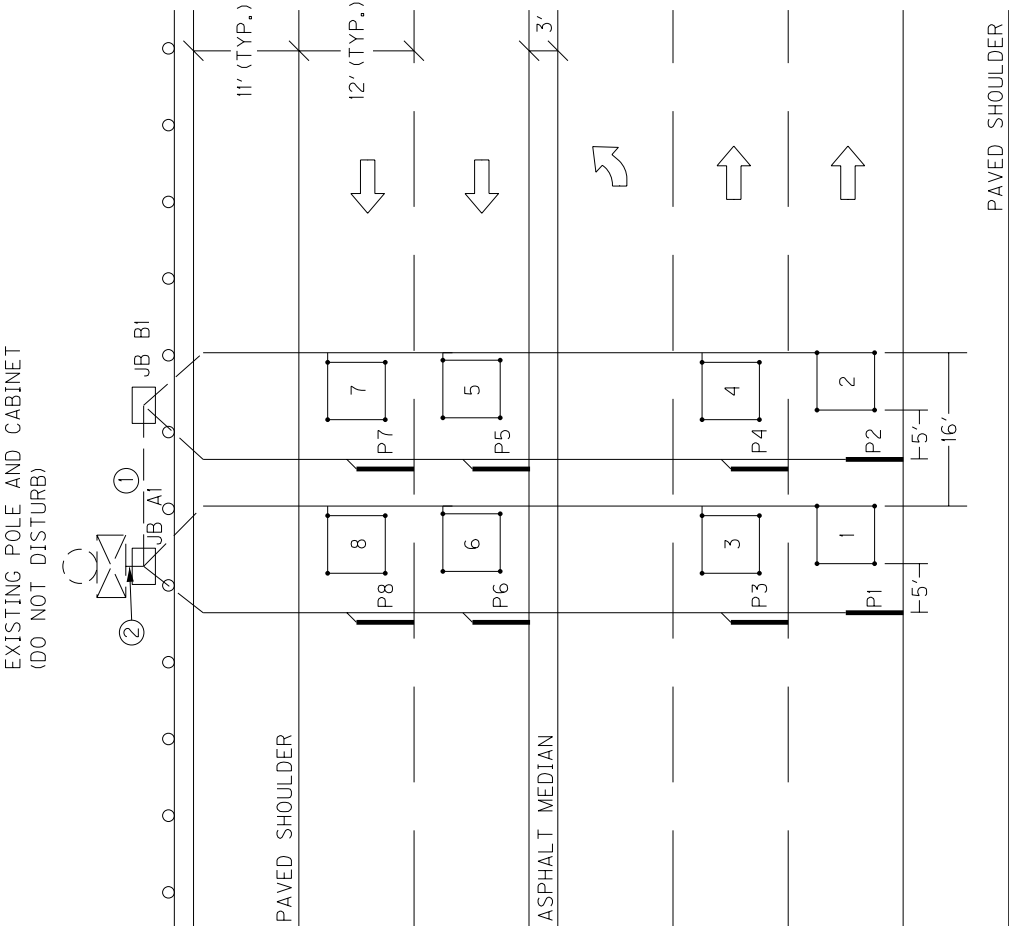 EXISTING POLE AND CABINET
(DO NOT DISTURB)
11' (TYP.)
12' (TYP.)
3'
PAVED SHOULDER
JB B1
1
JB A1
2
7
5
4
2
P7
P5
P4
P2
5'
16'
8
6
3
1
P8
P6
P3
P1
5'
PAVED SHOULDER
ASPHALT MEDIAN